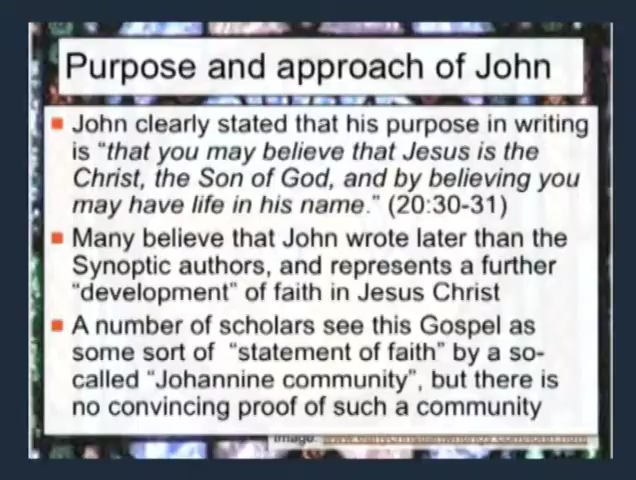 Purpose and approach of John
John clearly stated that his purpose in writing
is “that you may believe that Jesus is the
Christ, the Son of God, and by believing you
may have life in his name.” (20:30-31)
Many believe that John wrote later than the
Synoptic authors, and represents a further
“development” of faith in Jesus Christ
A number of scholars see this Gospel as
some sort of “statement of faith” by a so-
called “Johannine community”, but there is
no convincing proof of such a community
Image: